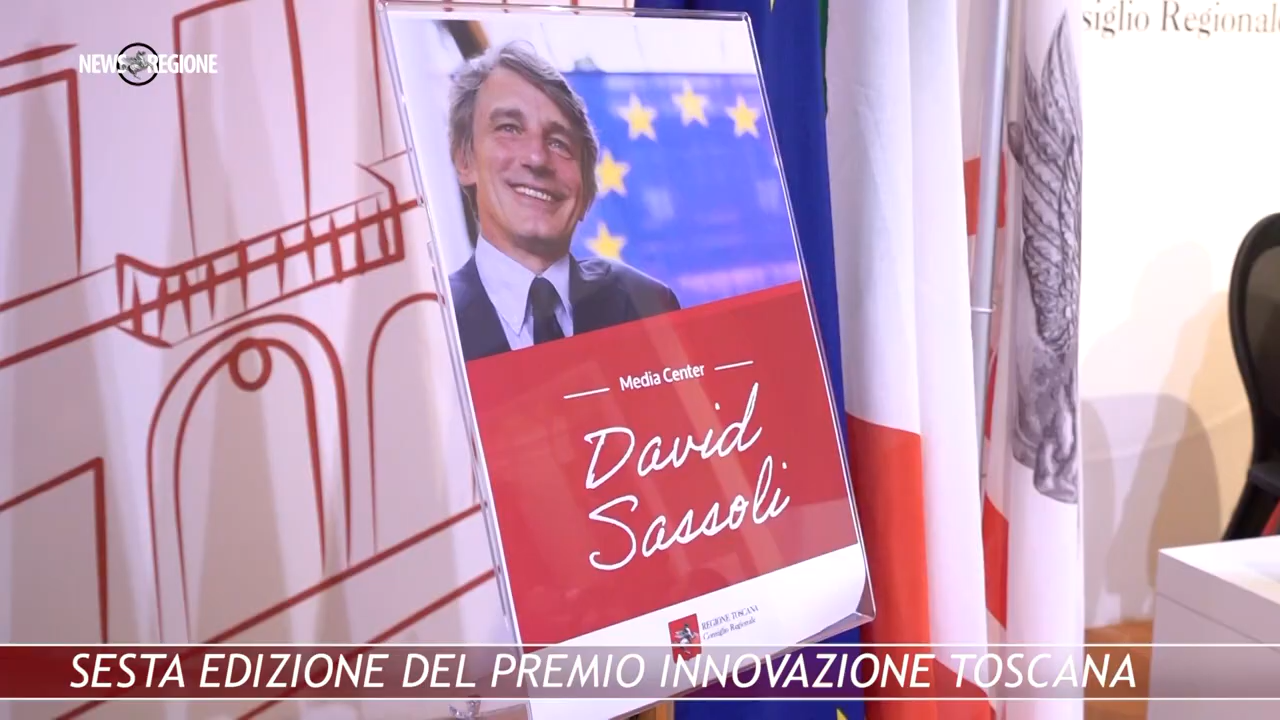 NEWS REGIONE
siglio Regionale
Media Center
David
Sassoli
REGIONE TOSCANA
Consiglio Regionale
SESTA EDIZIONE DEL PREMIO INNOVAZIONE TOSCANA